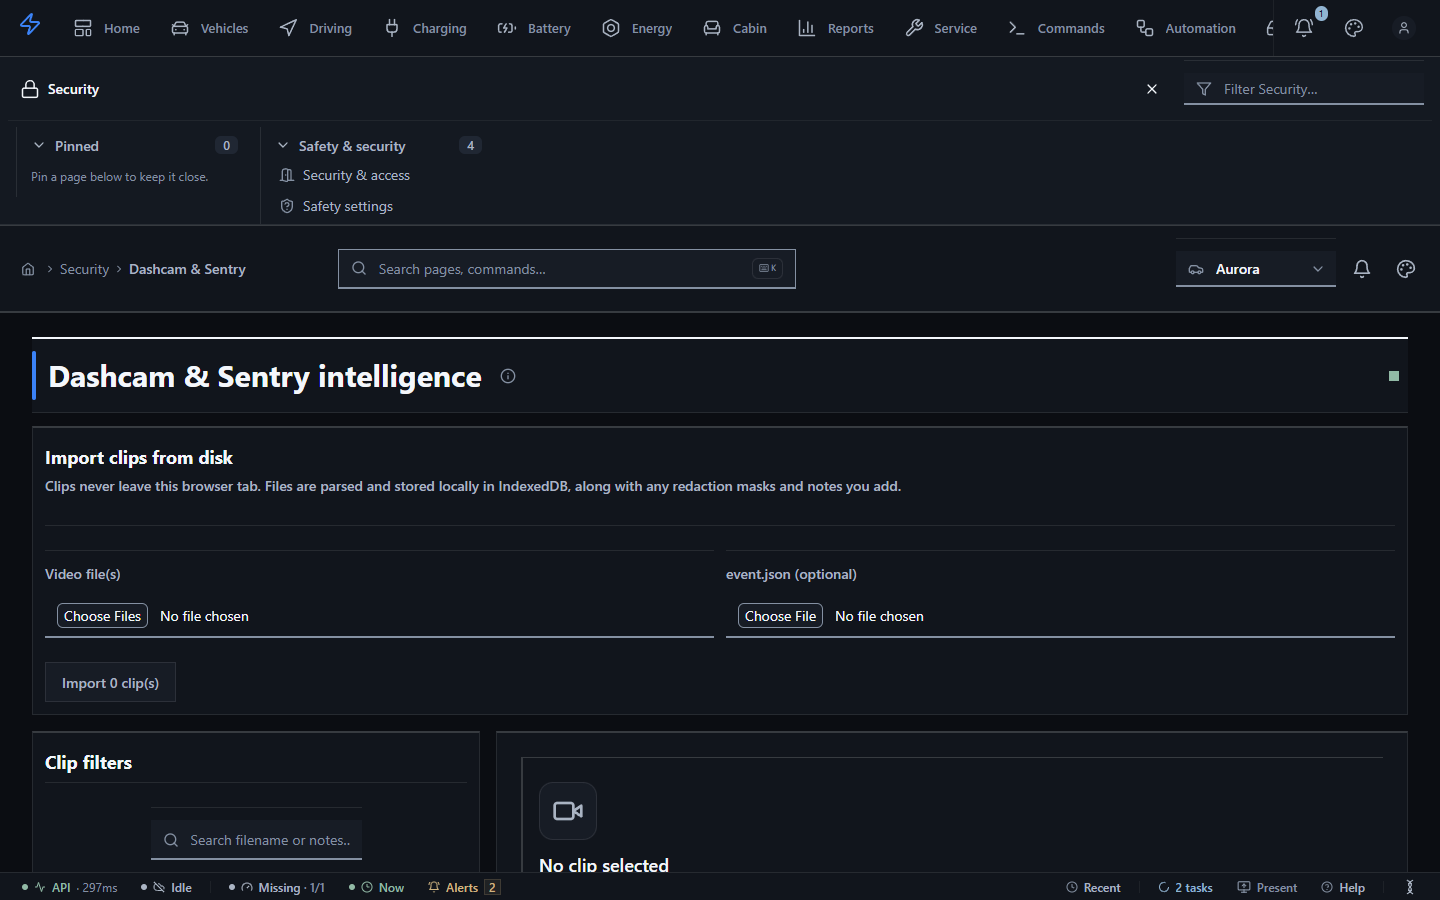 Home
Vehicles
Driving
Charging
Battery
Energy
Cabin
Reports
Service
Commands
Automation
1
Security
Filter Security...
Pinned
0
Pin a page below to keep it close.
Safety & security
4
Security & access
Safety settings
Security
Dashcam & Sentry
Search pages, commands...
K
Aurora
Dashcam & Sentry intelligence
Import clips from disk
Clips never leave this browser tab. Files are parsed and stored locally in IndexedDB, along with any redaction masks and notes you add.
Video file(s)
Choose Files No file chosen
event.json (optional)
Choose File No file chosen
Import 0 clip(s)
Clip filters
Search filename or notes..
No clip selected
API · 297ms
Idle
Missing · 1/1
Now
Alerts 2
Recent
2 tasks
Present
Help